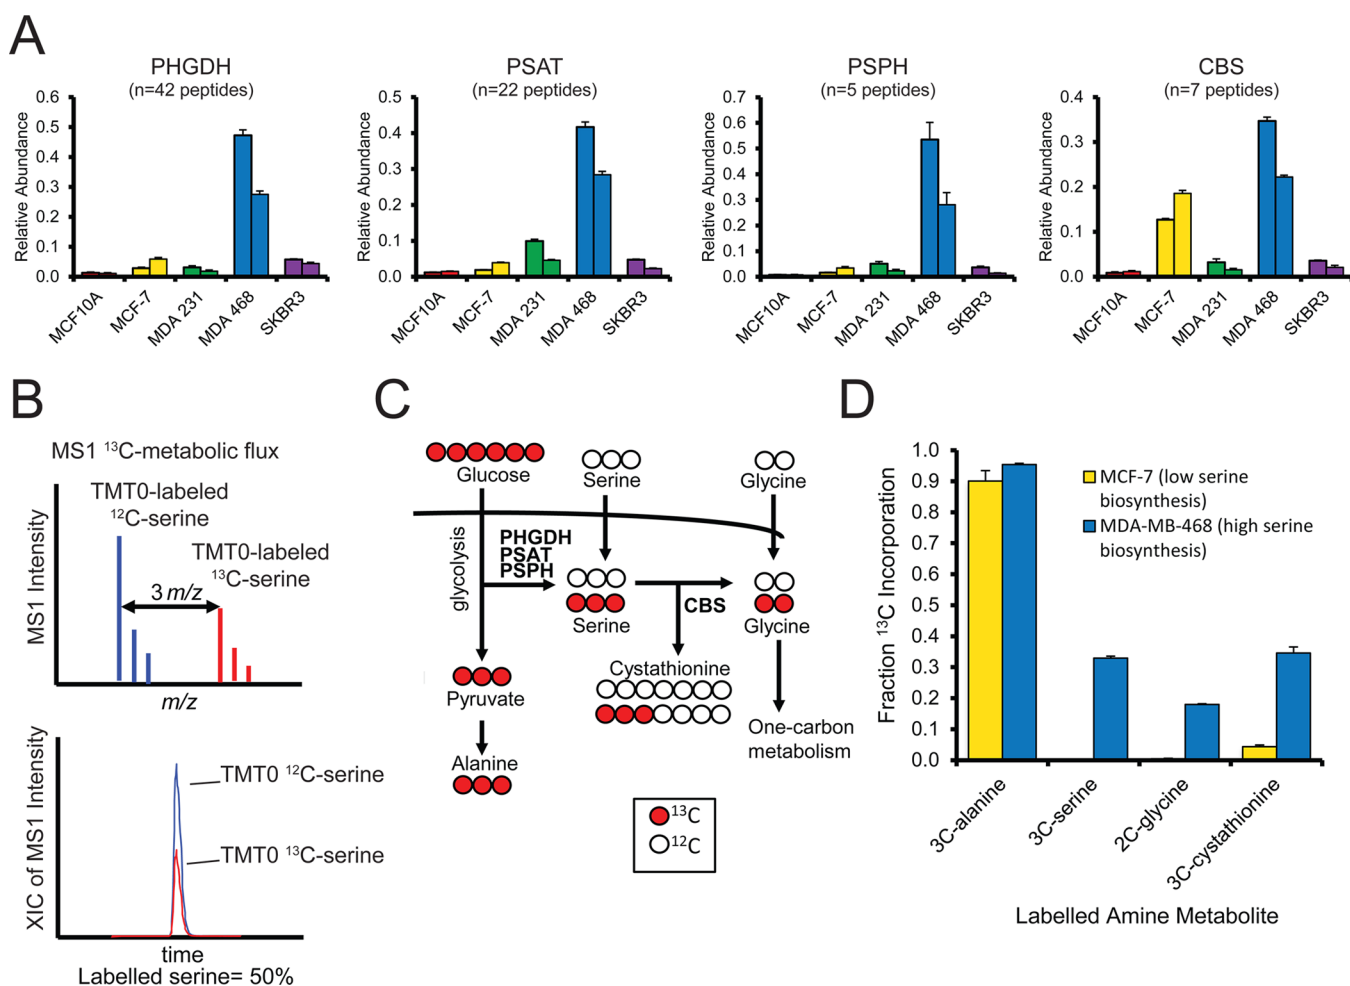 A
PHGDH
(n=42 peptides)
Relative Abundance
0.6
0.5
0.4
0.3
0.2
0.1
0.0
MCF10A
MCF-7
MDA 231
MDA 468
SKBR3
PSAT
(n=22 peptides)
Relative Abundance
0.5
0.4
0.3
0.2
0.1
0.0
MCF10A
MCF-7
MDA 231
MDA 468
SKBR3
PSPH
(n=5 peptides)
Relative Abundance
0.7
0.6
0.5
0.4
0.3
0.2
0.1
0.0
MCF10A
MCF-7
MDA 231
MDA 468
SKBR3
CBS
(n=7 peptides)
Relative Abundance
0.4
0.3
0.2
0.1
0.0
MCF10A
MCF-7
MDA 231
MDA 468
SKBR3
B
MS1 ¹³C-metabolic flux
TMT0-labeled
¹²C-serine
TMT0-labeled
¹³C-serine
3 m/z
MS1 Intensity
m/z
TMT0 ¹²C-serine
TMT0 ¹³C-serine
XIC of MS1 Intensity
time
Labelled serine= 50%
C
Glucose
Serine
Glycine
glycolysis
PHGDH
PSAT
PSPH
Serine
CBS
Glycine
Pyruvate
Cystathionine
Alanine
One-carbon
metabolism
¹³C
¹²C
D
Fraction ¹³C Incorporation
1.0
0.9
0.8
0.7
0.6
0.5
0.4
0.3
0.2
0.1
0.0
MCF-7 (low serine
biosynthesis)
MDA-MB-468 (high serine
biosynthesis)
3C-alanine
3C-serine
2C-glycine
3C-cystathionine
Labelled Amine Metabolite